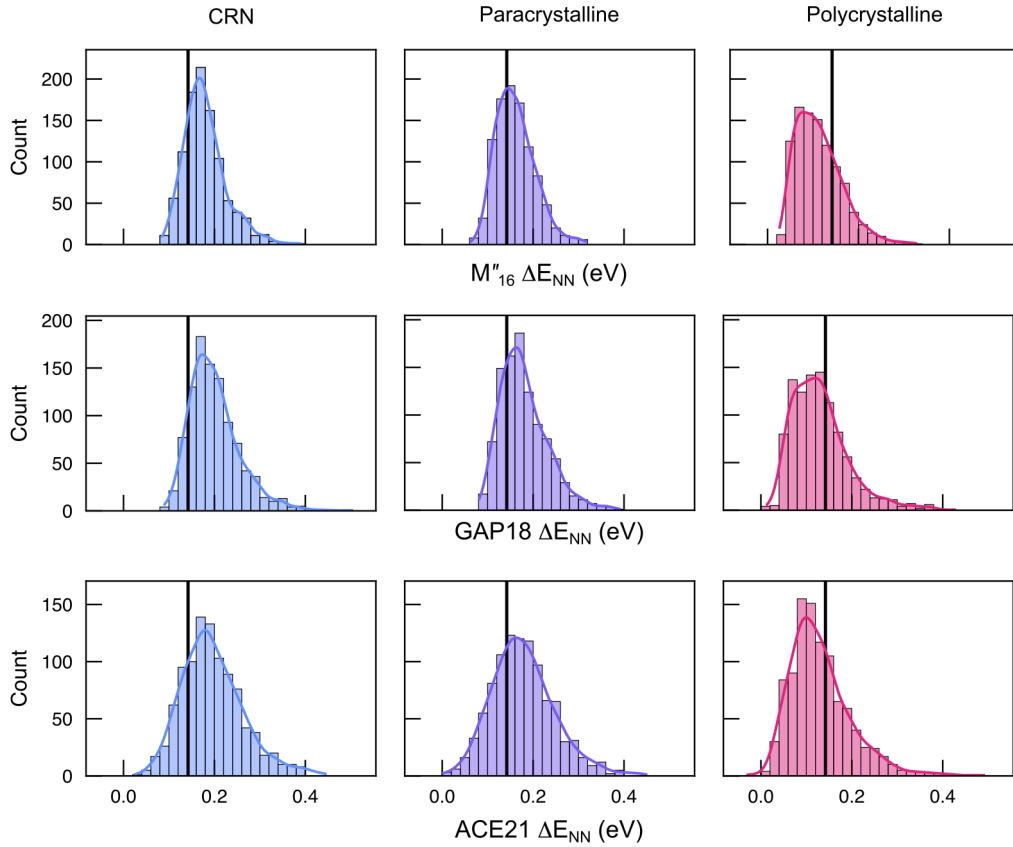 CRN Paracrystalline Polycrystalline
200
150
100
50
0
Count
M″16 ΔENN (eV)
200
150
100
50
0
Count
GAP18 ΔENN (eV)
150
100
50
0
Count
0.0 0.2 0.4 0.0 0.2 0.4 0.0 0.2 0.4
ACE21 ΔENN (eV)